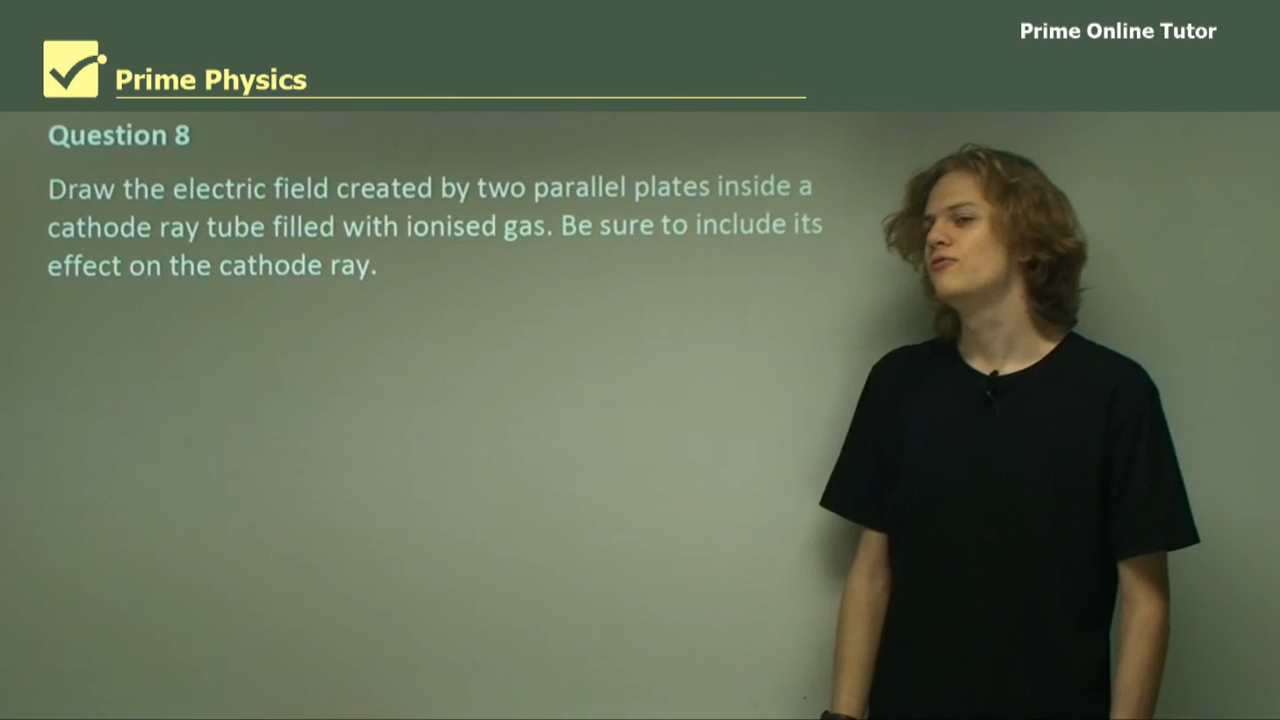 Prime Online Tutor
Prime Physics
Question 8
Draw the electric field created by two parallel plates inside a
cathode ray tube filled with ionised gas. Be sure to include its
effect on the cathode ray.